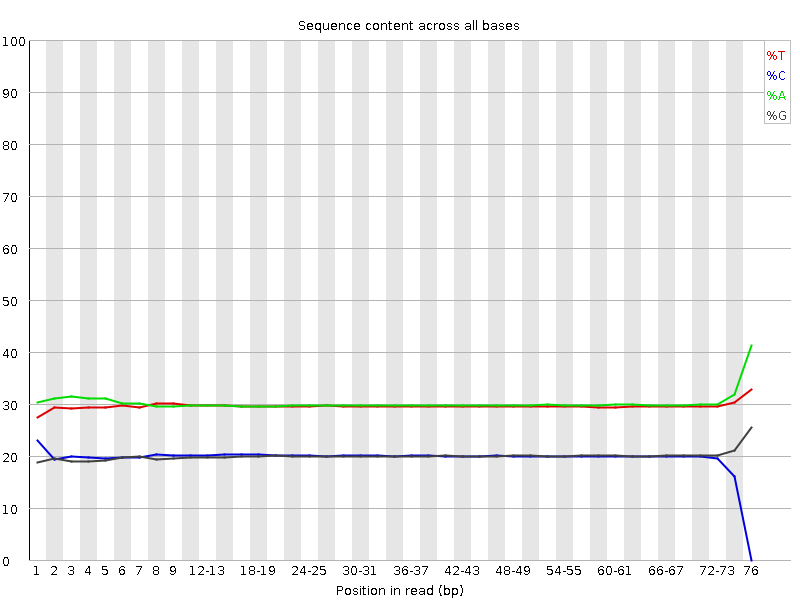 Sequence content across all bases
100
90
80
70
60
50
40
30
20
10
0
%T
%C
%A
%G
1 2 3 4 5 6 7 8 9 12-13 18-19 24-25 30-31 36-37 42-43 48-49 54-55 60-61 66-67 72-73 76
Position in read (bp)